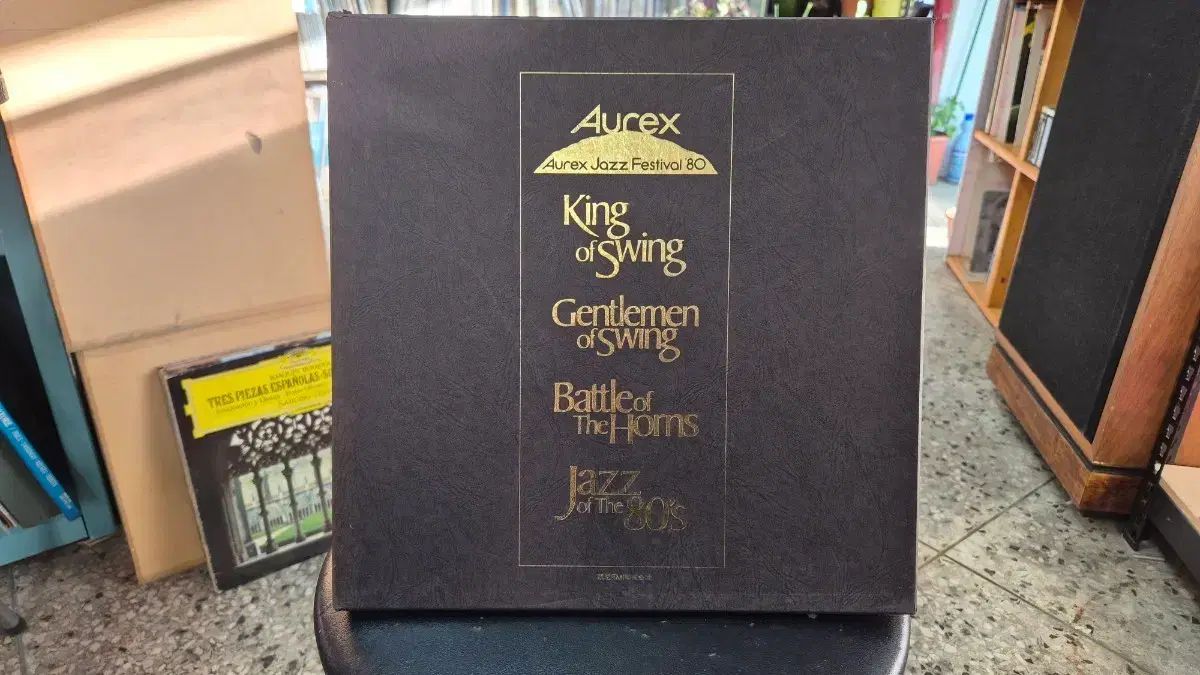 Aurex
Aurex Jazz Festival 80
King
of Swing
Gentlemen
of Swing
Battle of
The Horns
Jazz
of The 80's
TRES PIEZAS ESPAÑOLAS